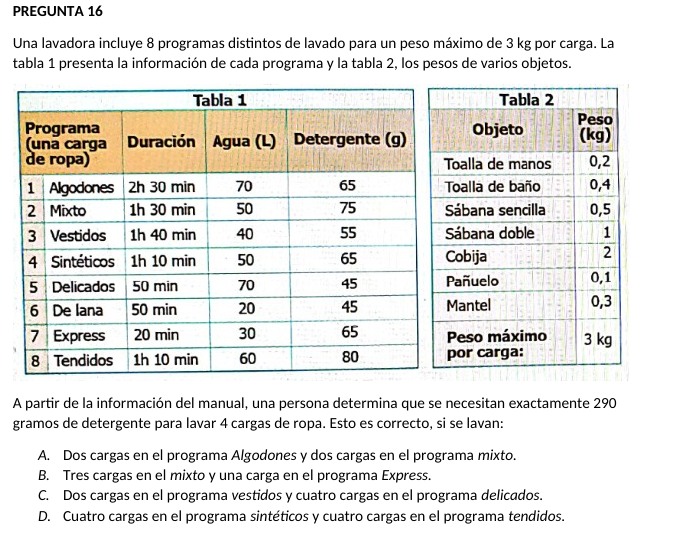 PREGUNTA 16
Una lavadora incluye 8 programas distintos de lavado para un peso máximo de 3 kg por carga. La
tabla 1 presenta la información de cada programa y la tabla 2, los pesos de varios objetos.
Tabla 1
Programa (una carga de ropa) Duración Agua (L) Detergente (g)
1 Algodones 2h 30 min 70 65
2 Mixto 1h 30 min 50 75
3 Vestidos 1h 40 min 40 55
4 Sintéticos 1h 10 min 50 65
5 Delicados 50 min 70 45
6 De lana 50 min 20 45
7 Express 20 min 30 65
8 Tendidos 1h 10 min 60 80
Tabla 2
Objeto Peso (kg)
Toalla de manos 0,2
Toalla de baño 0,4
Sábana sencilla 0,5
Sábana doble 1
Cobija 2
Pañuelo 0,1
Mantel 0,3
Peso máximo por carga: 3 kg
A partir de la información del manual, una persona determina que se necesitan exactamente 290
gramos de detergente para lavar 4 cargas de ropa. Esto es correcto, si se lavan:
A. Dos cargas en el programa Algodones y dos cargas en el programa mixto.
B. Tres cargas en el mixto y una carga en el programa Express.
C. Dos cargas en el programa vestidos y cuatro cargas en el programa delicados.
D. Cuatro cargas en el programa sintéticos y cuatro cargas en el programa tendidos.